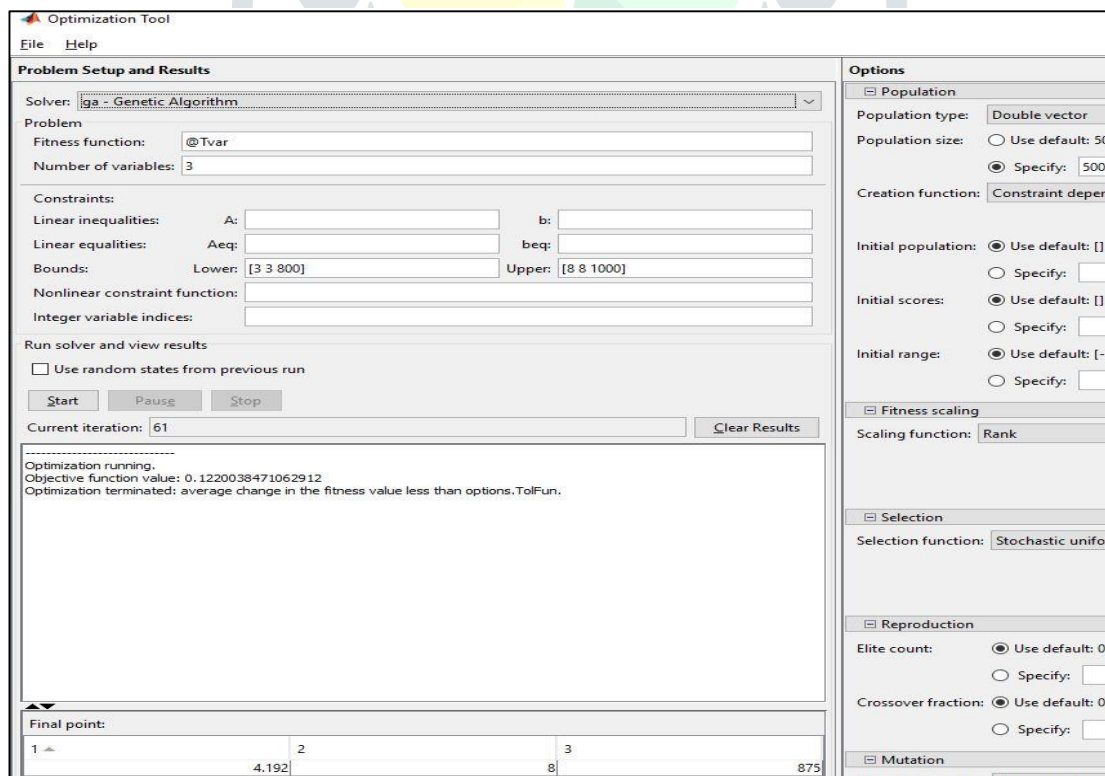 Optimization Tool
File Help
Problem Setup and Results
Solver: ga - Genetic Algorithm
Problem
Fitness function: @Tvar
Number of variables: 3
Constraints:
Linear inequalities: A: b:
Linear equalities: Aeq: beq:
Bounds: Lower: [3 3 800] Upper: [8 8 1000]
Nonlinear constraint function:
Integer variable indices:
Run solver and view results
Use random states from previous run
Start Pause Stop
Current iteration: 61 Clear Results
------------------------------
Optimization running.
Objective function value: 0.1220038471062912
Optimization terminated: average change in the fitness value less than options.TolFun.
Final point:
1 2 3
4.192 8 875
Options
Population
Population type: Double vector
Population size: Use default: 50
Specify: 500
Creation function: Constraint deper
Initial population: Use default: []
Specify:
Initial scores: Use default: []
Specify:
Initial range: Use default: [-
Specify:
Fitness scaling
Scaling function: Rank
Selection
Selection function: Stochastic unifo
Reproduction
Elite count: Use default: 0
Specify:
Crossover fraction: Use default: 0
Specify:
Mutation